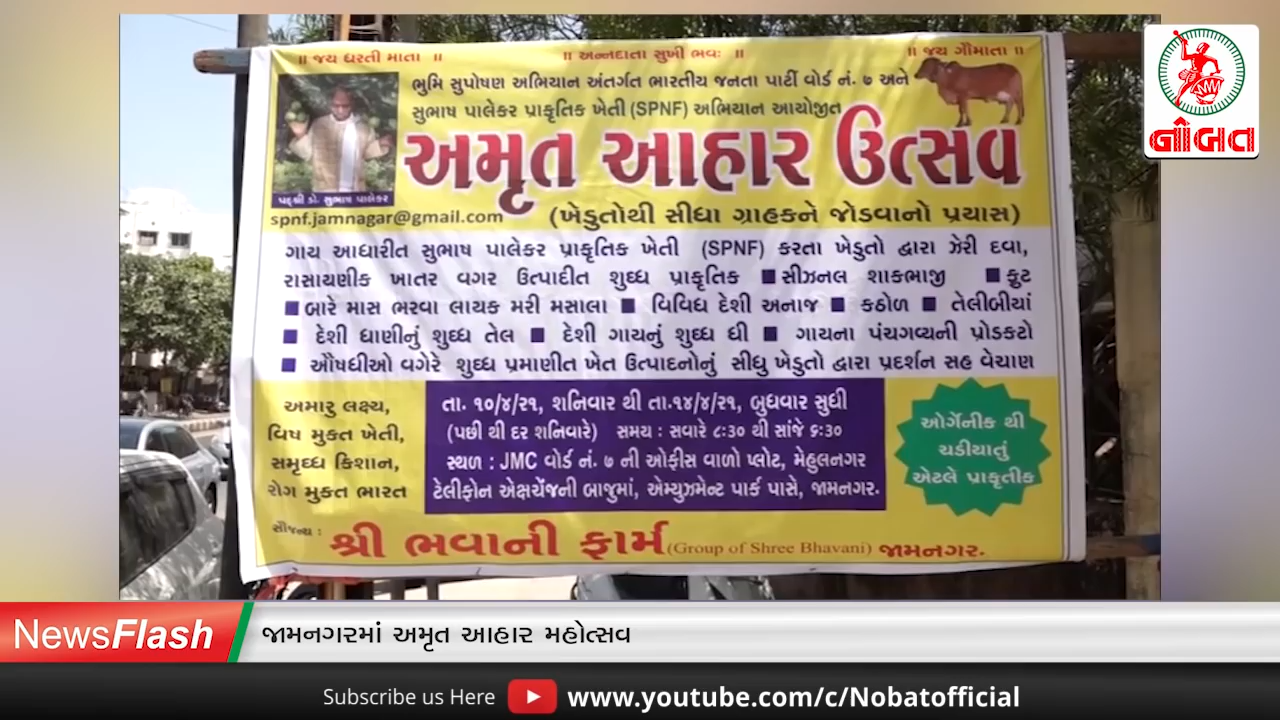 ॥ જય ધરતી માતા ॥
॥ અન્નદાતા સુખી ભવઃ ॥
॥ જય ગૌમાતા ॥
ભુમિ સુપોષણ અભિયાન અંતર્ગત ભારતીય જનતા પાર્ટી વોર્ડ નં. ૭ અને
સુભાષ પાલેકર પ્રાકૃતિક ખેતી (SPNF) અભિયાન આયોજીત
અમૃત આહાર ઉત્સવ
પદ્મશ્રી ડૉ. સુભાષ પાલેકર
spnf.jamnagar@gmail.com (ખેડુતોથી સીધા ગ્રાહકને જોડવાનો પ્રયાસ)
ગાય આધારીત સુભાષ પાલેકર પ્રાકૃતિક ખેતી (SPNF) કરતા ખેડુતો દ્વારા ઝેરી દવા,
રાસાયણીક ખાતર વગર ઉત્પાદીત શુધ્ધ પ્રાકૃતિક ■ સીઝનલ શાકભાજી ■ ફ્રુટ
■ બારે માસ ભરવા લાયક મરી મસાલા ■ વિવિધ દેશી અનાજ ■ કઠોળ ■ તેલીબીયાં
■ દેશી ધાણીનું શુધ્ધ તેલ ■ દેશી ગાયનું શુધ્ધ ઘી ■ ગાયના પંચગવ્યની પ્રોડકટો
■ ઔષધીઓ વગેરે શુધ્ધ પ્રમાણીત ખેત ઉત્પાદનોનું સીધુ ખેડુતો દ્વારા પ્રદર્શન સહ વેચાણ
અમારુ લક્ષ્ય,
વિષ મુકત ખેતી,
સમૃધ્ધ કિશાન,
રોગ મુકત ભારત
તા. ૧૦/૪/૨૧, શનિવાર થી તા.૧૪/૪/૨૧, બુધવાર સુધી
(પછી થી દર શનિવારે) સમય : સવારે ૮:૩૦ થી સાંજે ૬:૩૦
સ્થળ : JMC વોર્ડ નં. ૭ ની ઓફીસ વાળો પ્લોટ, મેહુલનગર
ટેલીફોન એક્ષચેંજની બાજુમાં, એમ્યુઝમેન્ટ પાર્ક પાસે, જામનગર.
ઓર્ગેનીક થી
ચડીયાતું
એટલે પ્રાકૃતીક
સૌજન્ય :
શ્રી ભવાની ફાર્મ (Group of Shree Bhavani) જામનગર.
NW
નોબત
NewsFlash જામનગરમાં અમૃત આહાર મહોત્સવ
Subscribe us Here www.youtube.com/c/Nobatofficial